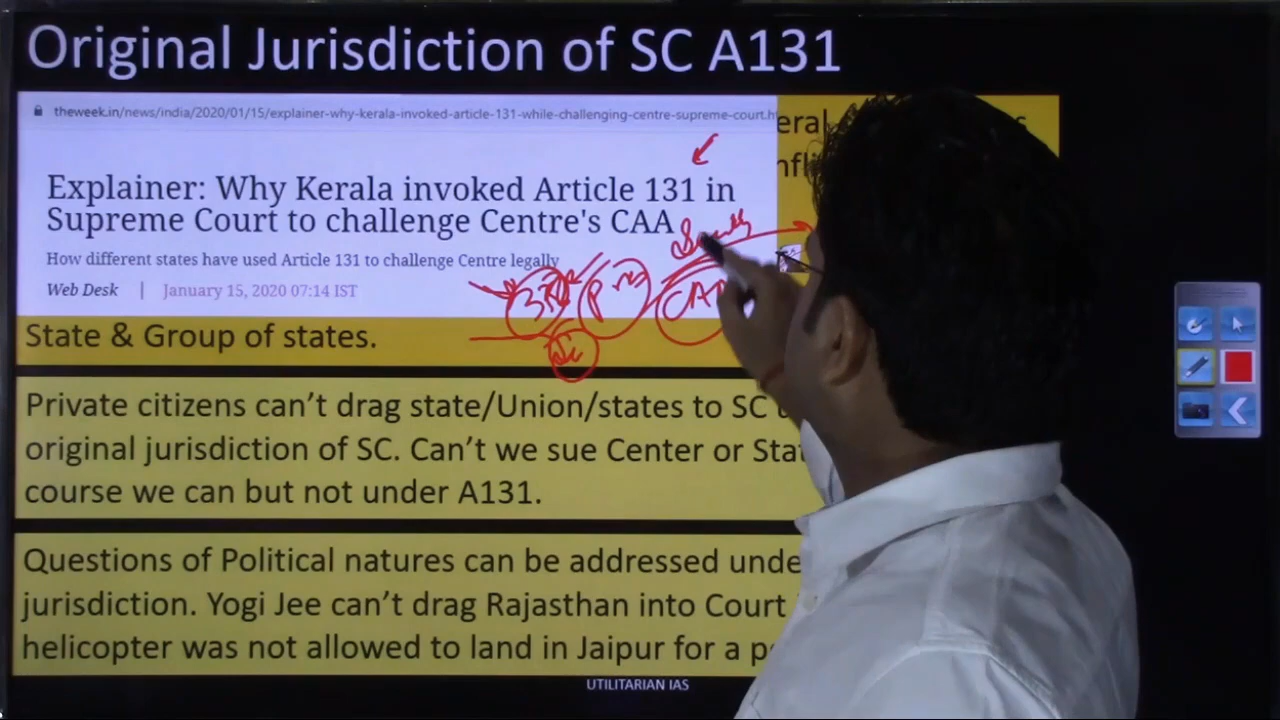 Original Jurisdiction of SC A131
theweek.in/news/india/2020/01/15/explainer-why-kerala-invoked-article-131-while-challenging-centre-supreme-court.h
Explainer: Why Kerala invoked Article 131 in
Supreme Court to challenge Centre's CAA
How different states have used Article 131 to challenge Centre legally
Web Desk | January 15, 2020 07:14 IST
State & Group of states.
Private citizens can't drag state/Union/states to SC
original jurisdiction of SC. Can't we sue Center or
course we can but not under A131.
Questions of Political natures can be addressed
jurisdiction. Yogi Jee can't drag Rajasthan into Court
helicopter was not allowed to land in Jaipur for a
UTILITARIAN IAS